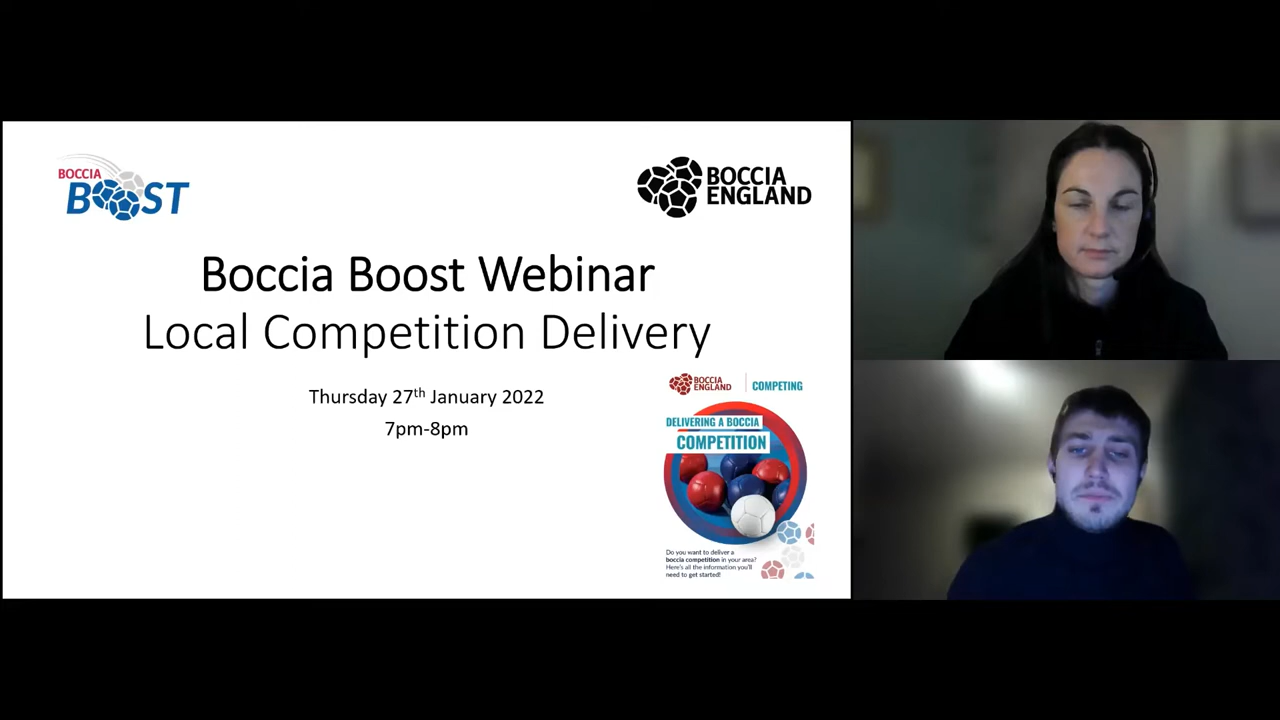 BOCCIA
BOOST
BOCCIA
ENGLAND
Boccia Boost Webinar
Local Competition Delivery
Thursday 27th January 2022
7pm-8pm
BOCCIA
ENGLAND
COMPETING
DELIVERING A BOCCIA
COMPETITION
Do you want to deliver a
boccia competition in your area?
Here's all the information you'll
need to get started!